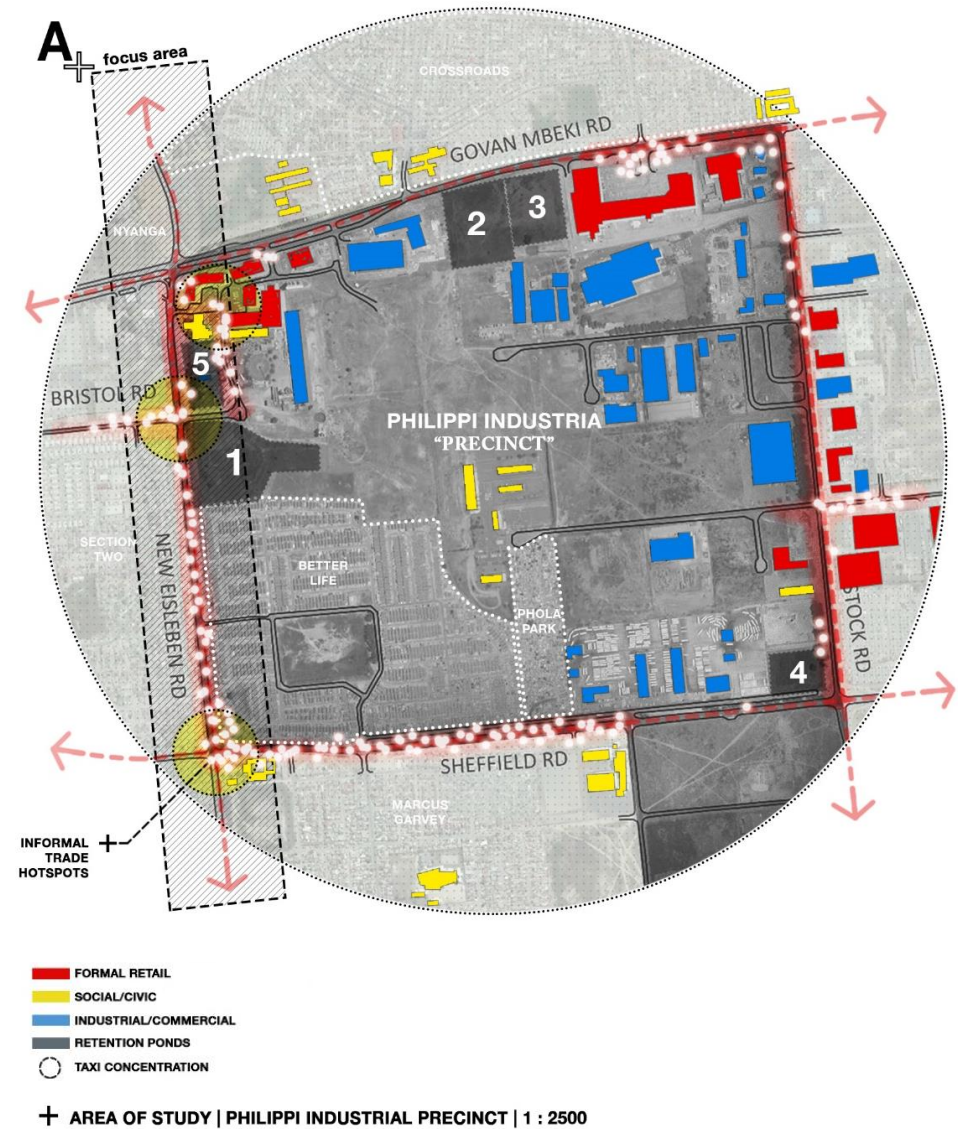 A
focus area
CROSSROADS
GOVAN MBEKI RD
NYANGA
2
3
5
BRISTOL RD
PHILIPPI INDUSTRIA
"PRECINCT"
1
SECTION
TWO
NEW EISLEBEN RD
BETTER
LIFE
PHOLA
PARK
STOCK RD
4
SHEFFIELD RD
MARCUS
GARVEY
INFORMAL
TRADE
HOTSPOTS
FORMAL RETAIL
SOCIAL/CIVIC
INDUSTRIAL/COMMERCIAL
RETENTION PONDS
TAXI CONCENTRATION
AREA OF STUDY | PHILIPPI INDUSTRIAL PRECINCT | 1 : 2500